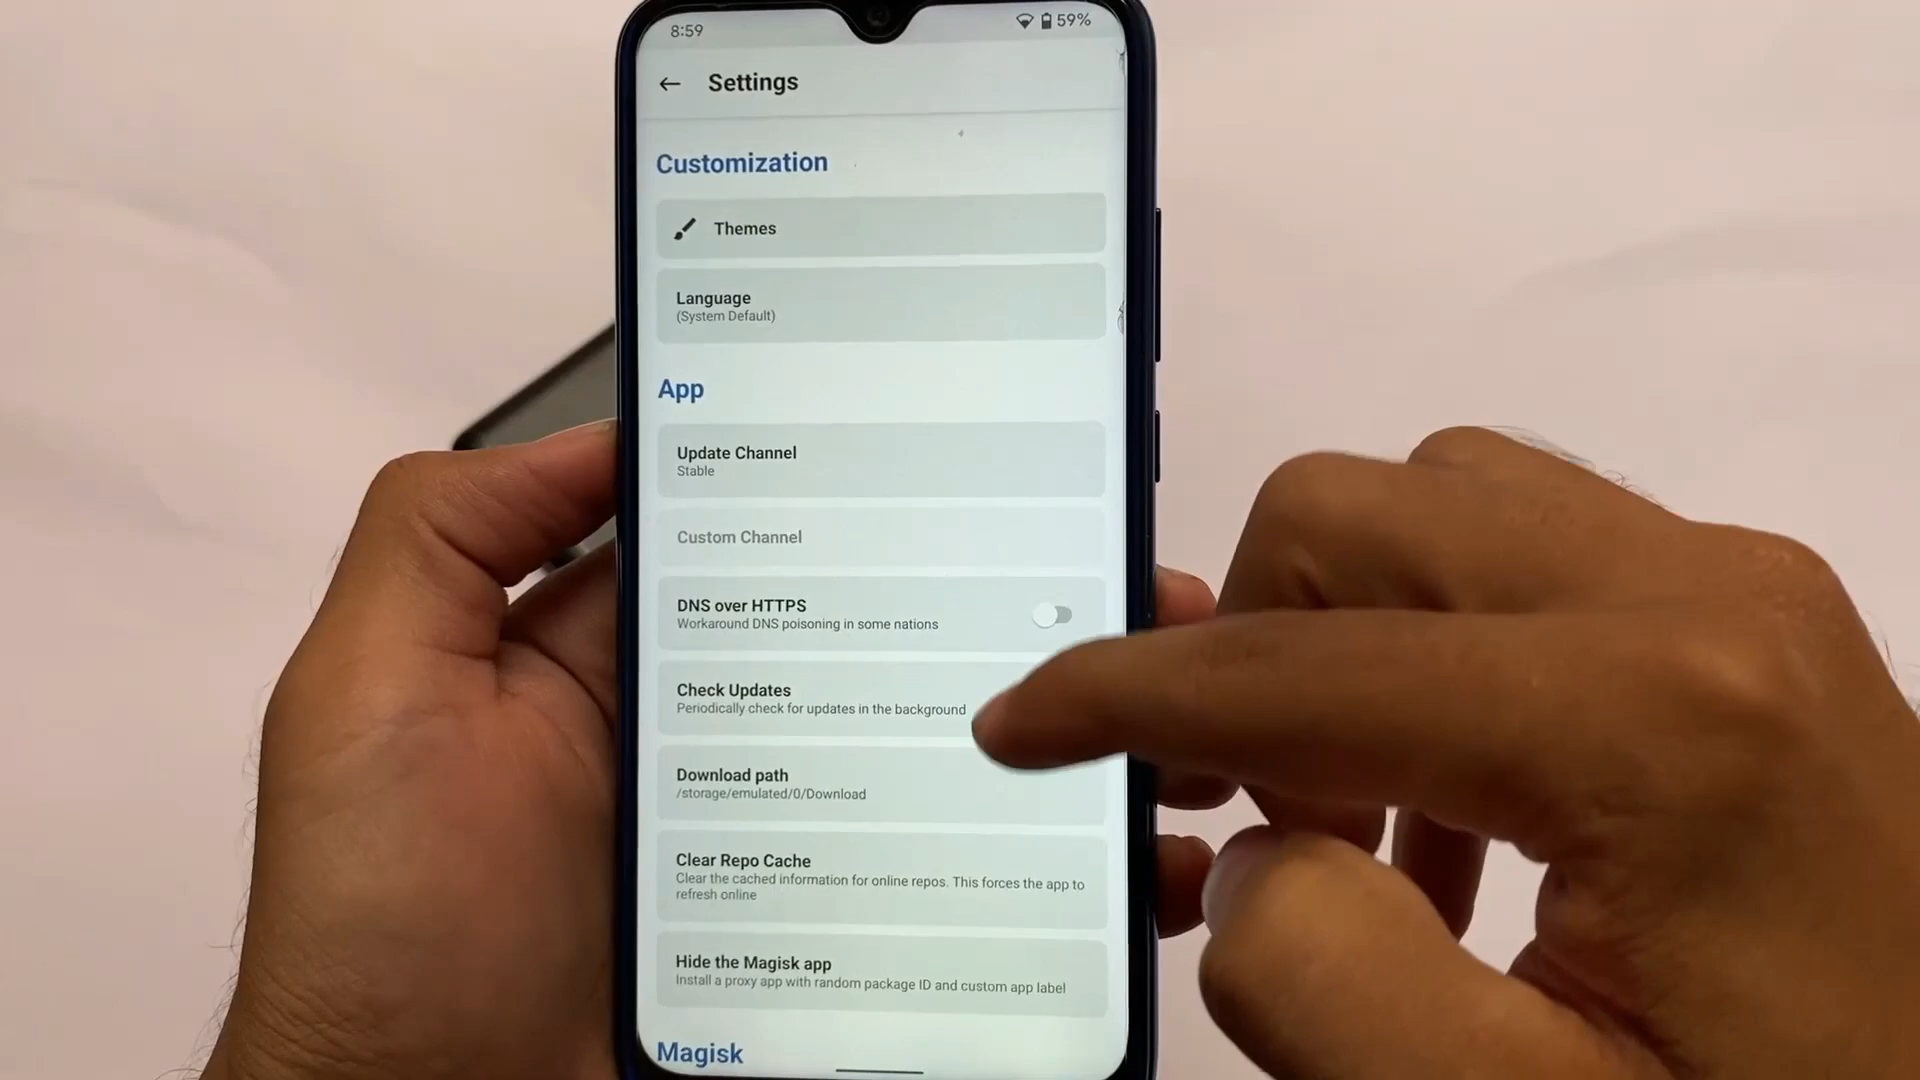 8:59
59%
Settings
Customization
Themes
Language
(System Default)
App
Update Channel
Stable
Custom Channel
DNS over HTTPS
Workaround DNS poisoning in some nations
Check Updates
Periodically check for updates in the background
Download path
/storage/emulated/0/Download
Clear Repo Cache
Clear the cached information for online repos. This forces the app to
refresh online
Hide the Magisk app
Install a proxy app with random package ID and custom app label
Magisk